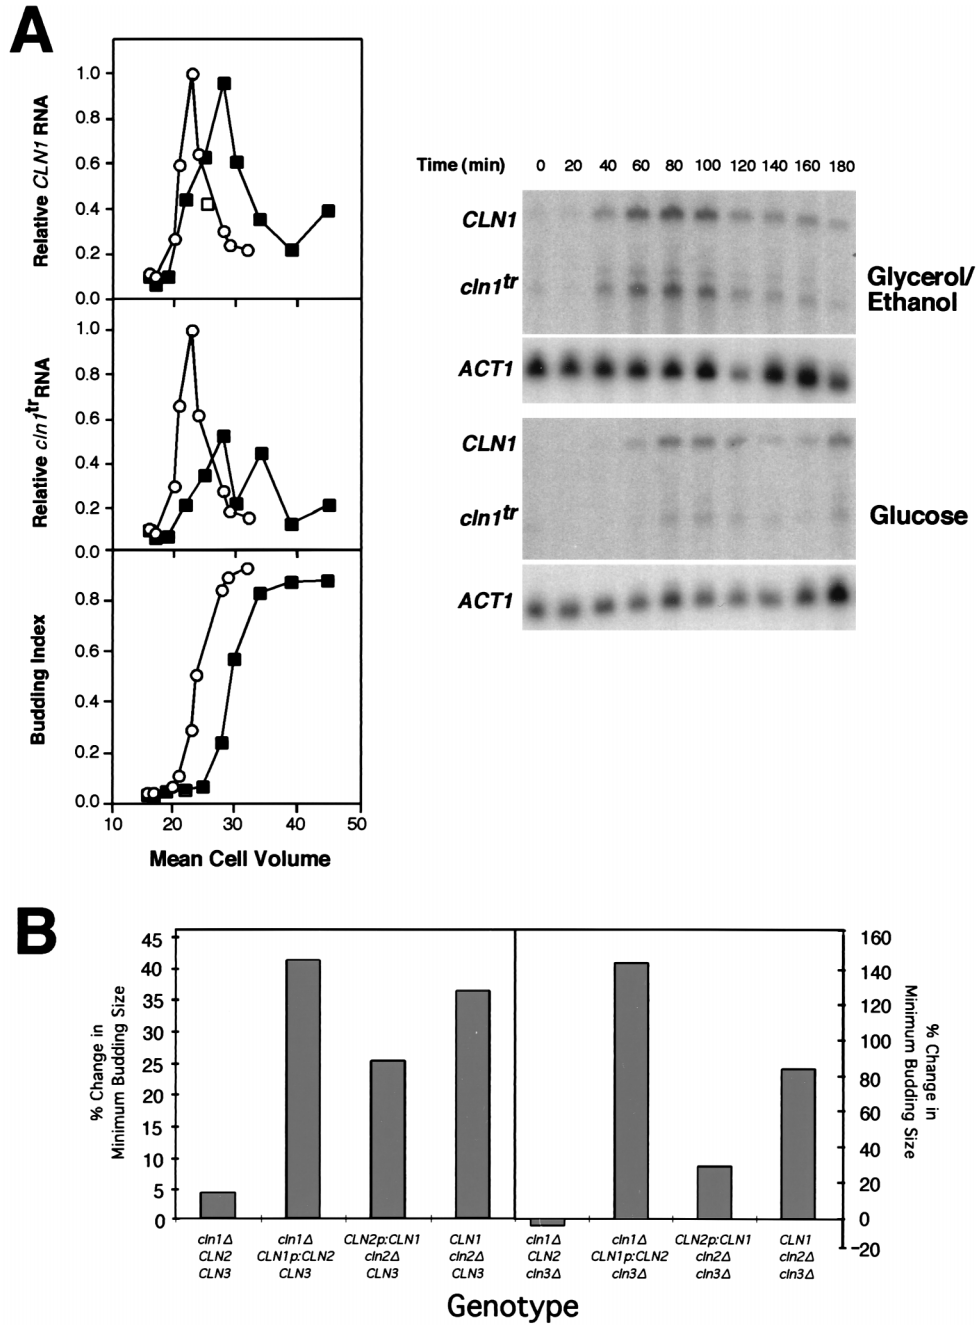 A
Relative CLN1 RNA
1.0
0.8
0.6
0.4
0.2
0.0
Relative cln1tr RNA
1.0
0.8
0.6
0.4
0.2
0.0
Budding Index
0.8
0.6
0.4
0.2
0.0
10 20 30 40 50
Mean Cell Volume
Time (min) 0 20 40 60 80 100 120 140 160 180
CLN1
cln1tr
Glycerol/
Ethanol
ACT1
CLN1
cln1tr
Glucose
ACT1
B
% Change in
Minimum Budding Size
45
40
35
30
25
20
15
10
5
0
160
140
120
100
80
60
40
20
0
-20
% Change in
Minimum Budding Size
cln1Δ CLN2 CLN3
cln1Δ CLN1p:CLN2 CLN3
CLN2p:CLN1 cln2Δ CLN3
CLN1 cln2Δ CLN3
cln1Δ CLN2 cln3Δ
cln1Δ CLN1p:CLN2 cln3Δ
CLN2p:CLN1 cln2Δ cln3Δ
CLN1 cln2Δ cln3Δ
Genotype